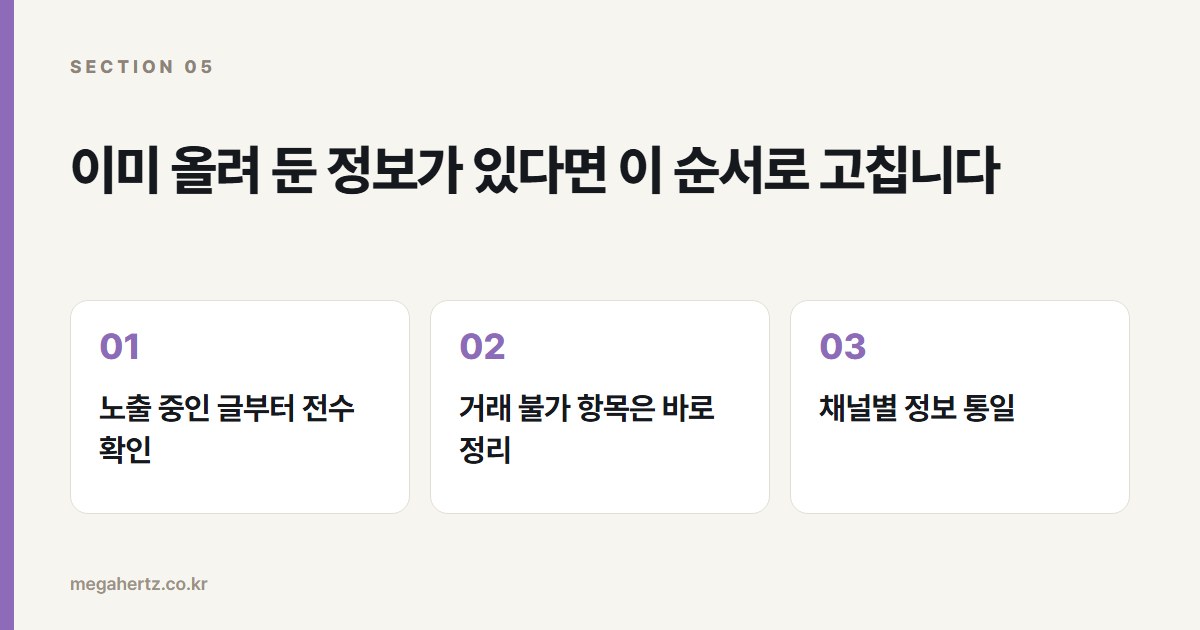 SECTION 05
이미 올려 둔 정보가 있다면 이 순서로 고칩니다
01
노출 중인 글부터 전수
확인
02
거래 불가 항목은 바로
정리
03
채널별 정보 통일
megahertz.co.kr